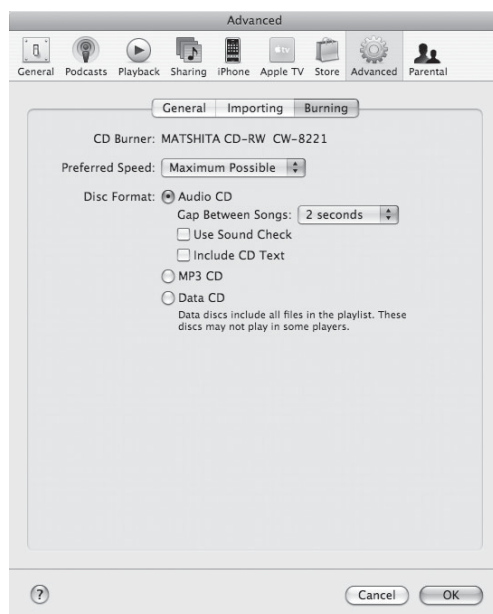 Advanced
General Podcasts Playback Sharing iPhone Apple TV Store Advanced Parental
General Importing Burning
CD Burner: MATSHITA CD-RW CW-8221
Preferred Speed: Maximum Possible
Disc Format: Audio CD
Gap Between Songs: 2 seconds
Use Sound Check
Include CD Text
MP3 CD
Data CD
Data discs include all files in the playlist. These
discs may not play in some players.
? Cancel OK